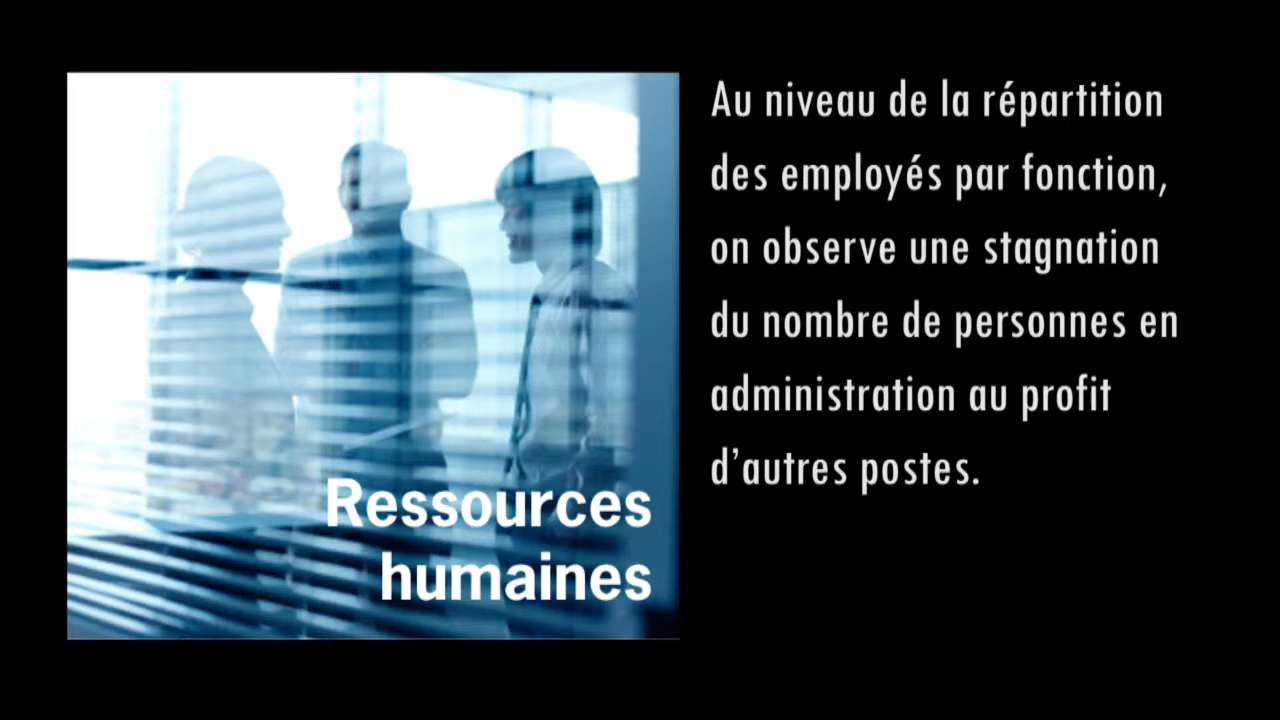 Au niveau de la répartition
des employés par fonction,
on observe une stagnation
du nombre de personnes en
administration au profit
d’autres postes.
Ressources
humaines